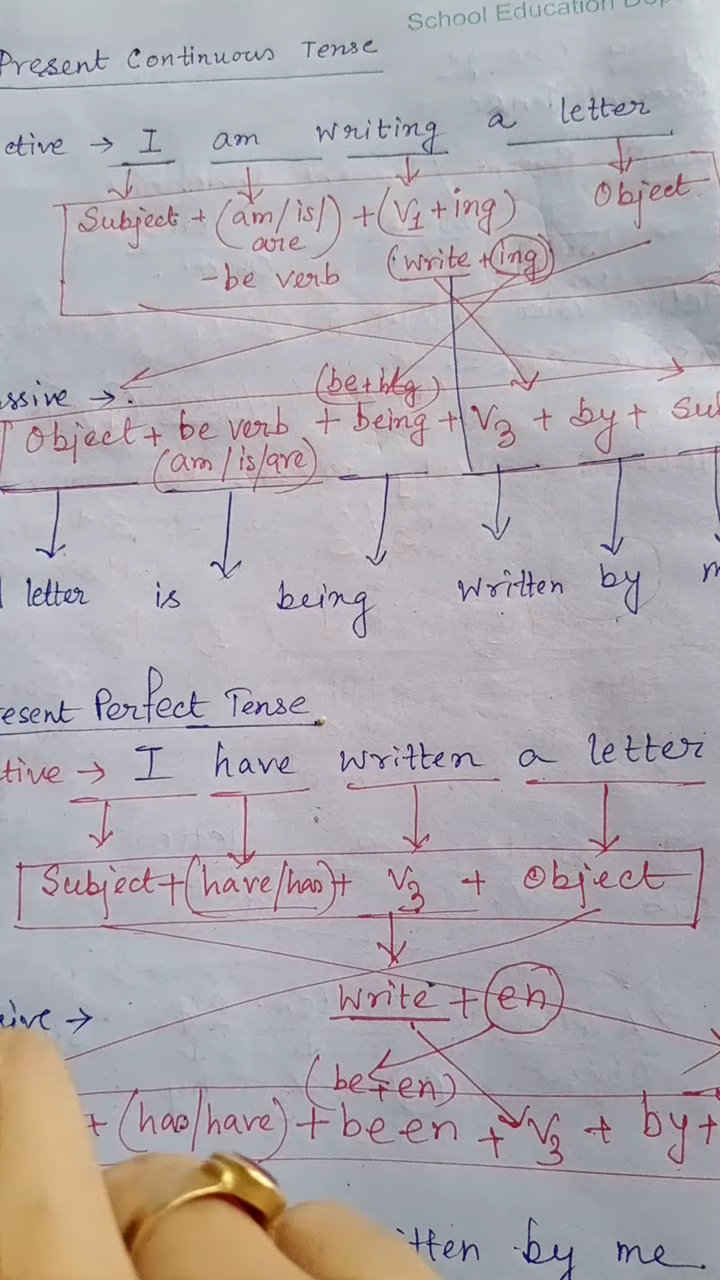 School Education Dep
Present Continuous Tense
ctive → I am writing a letter
Subject + (am/is/are) + (V1 + ing) Object
- be verb (write + ing)
(be + ing)
ssive →
Object + be verb + being + V3 + by + Su
(am/is/are)
letter is being written by m
esent Perfect Tense
tive → I have written a letter
Subject + (have/has) + V3 + Object
write + en
ive →
(be + en)
+ (has/have) + been + V3 + by +
itten by me